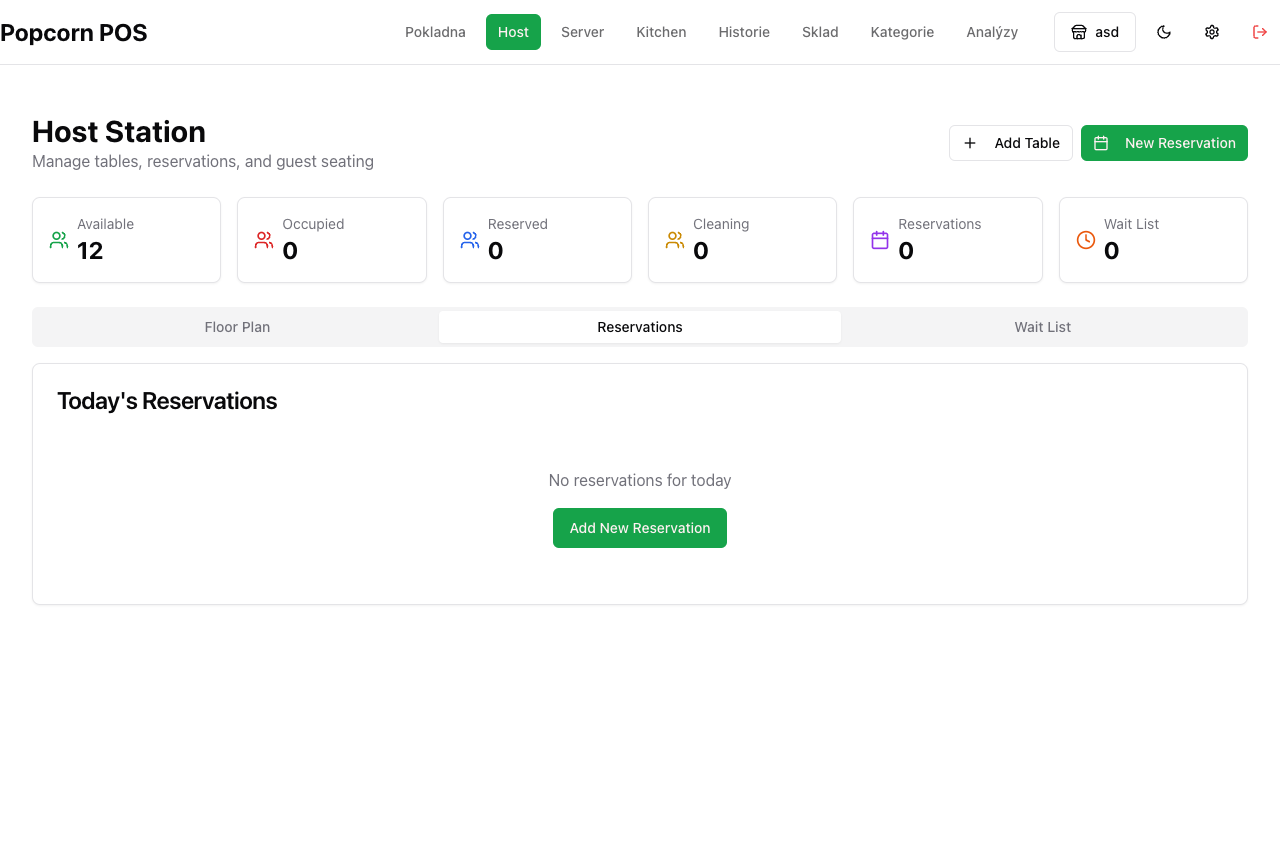 Popcorn POS
Pokladna
Host
Server
Kitchen
Historie
Sklad
Kategorie
Analýzy
asd
Host Station
Manage tables, reservations, and guest seating
Add Table
New Reservation
Available
12
Occupied
0
Reserved
0
Cleaning
0
Reservations
0
Wait List
0
Floor Plan
Reservations
Wait List
Today's Reservations
No reservations for today
Add New Reservation